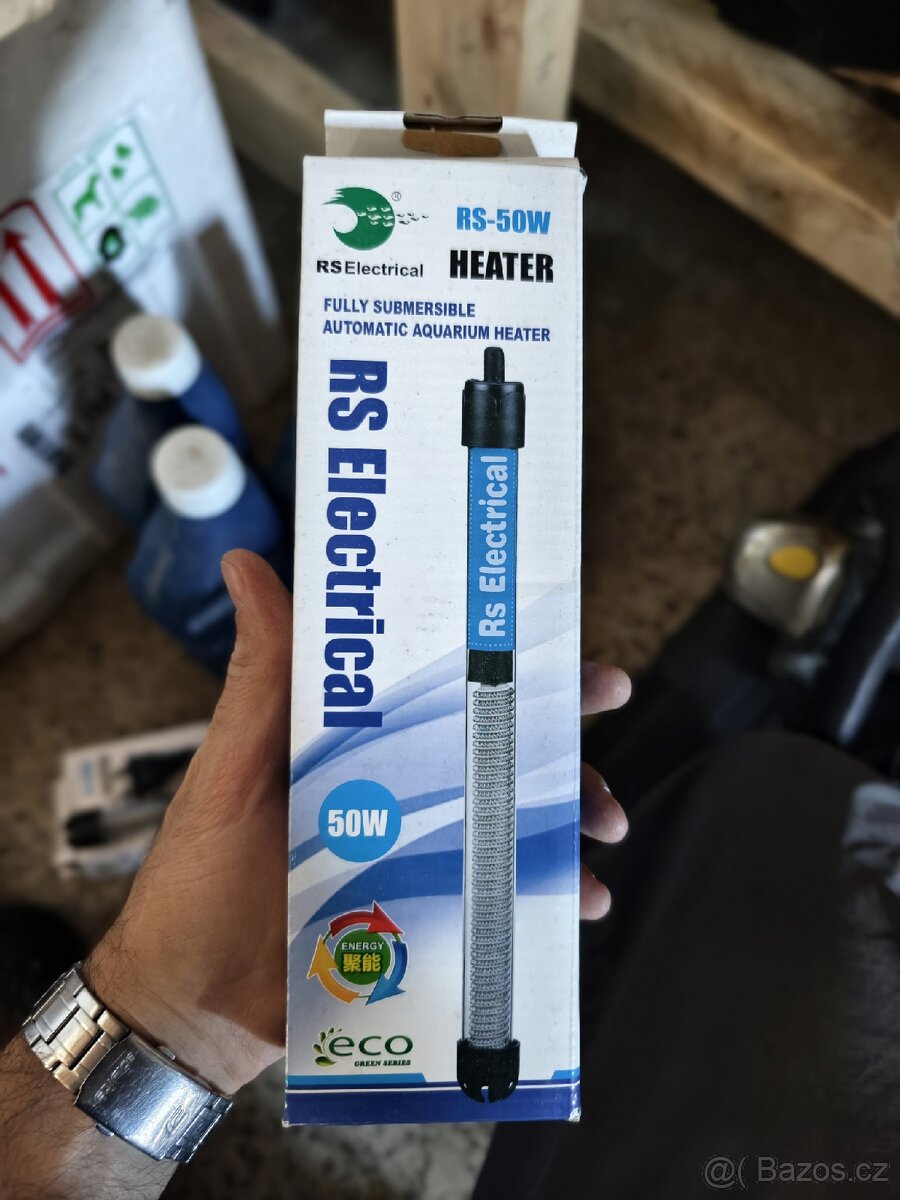 RS-50W
RSElectrical
HEATER
FULLY SUBMERSIBLE
AUTOMATIC AQUARIUM HEATER
RS Electrical
Rs Electrical
50W
ENERGY
聚能
eco
GREEN SERIES
@( Bazos.cz